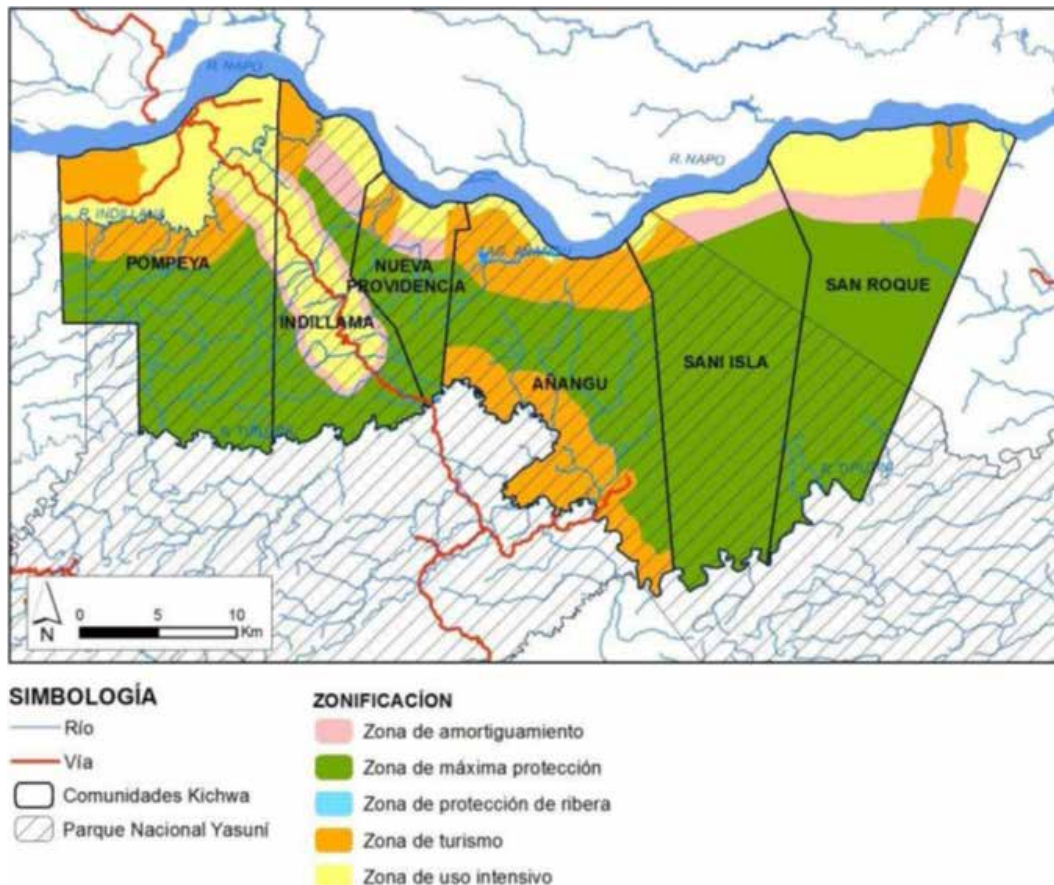 R. NAPO
R. NAPO
R. INDILLAMA
POMPEYA
NUEVA
PROVIDENCIA
INDILLAMA
AÑANGU
SANI ISLA
SAN ROQUE
N
0 5 10
Km
SIMBOLOGÍA
Río
Vía
Comunidades Kichwa
Parque Nacional Yasuní
ZONIFICACÍON
Zona de amortiguamiento
Zona de máxima protección
Zona de protección de ribera
Zona de turismo
Zona de uso intensivo